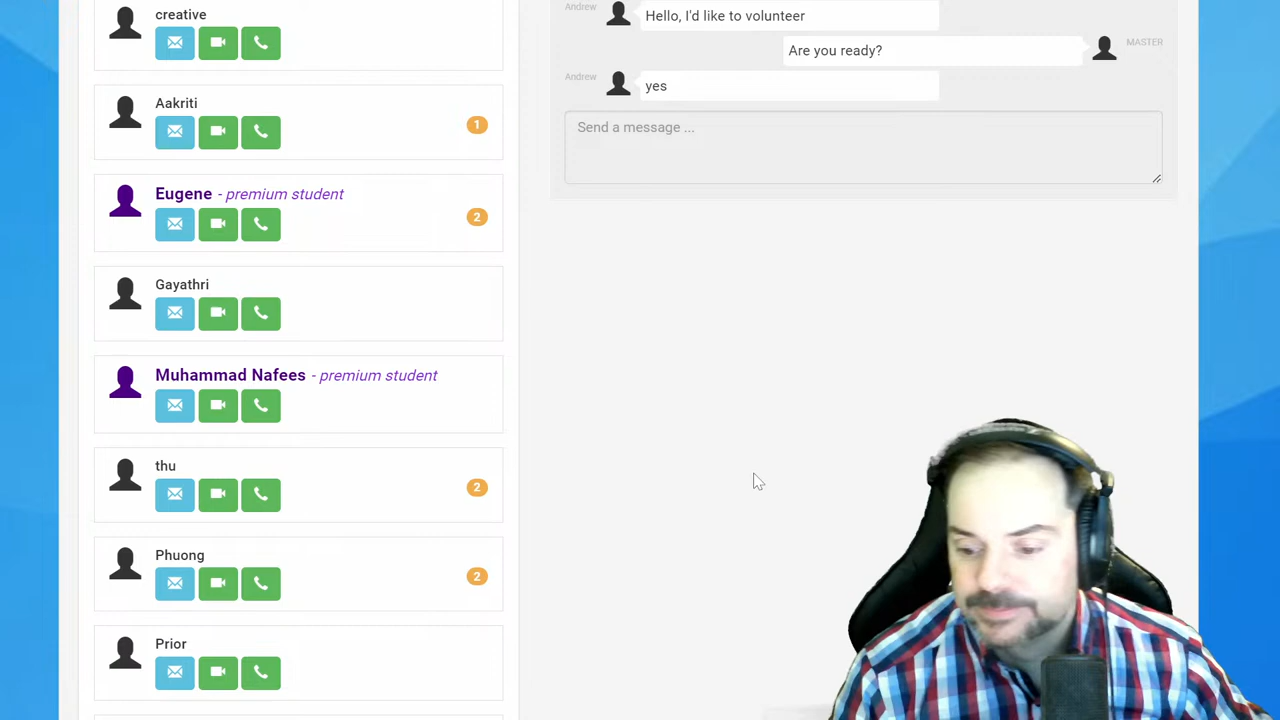 creative
Aakriti
1
Eugene - premium student
2
Gayathri
Muhammad Nafees - premium student
thu
2
Phuong
2
Prior
Andrew
Hello, I'd like to volunteer
Are you ready?
MASTER
Andrew
yes
Send a message ...